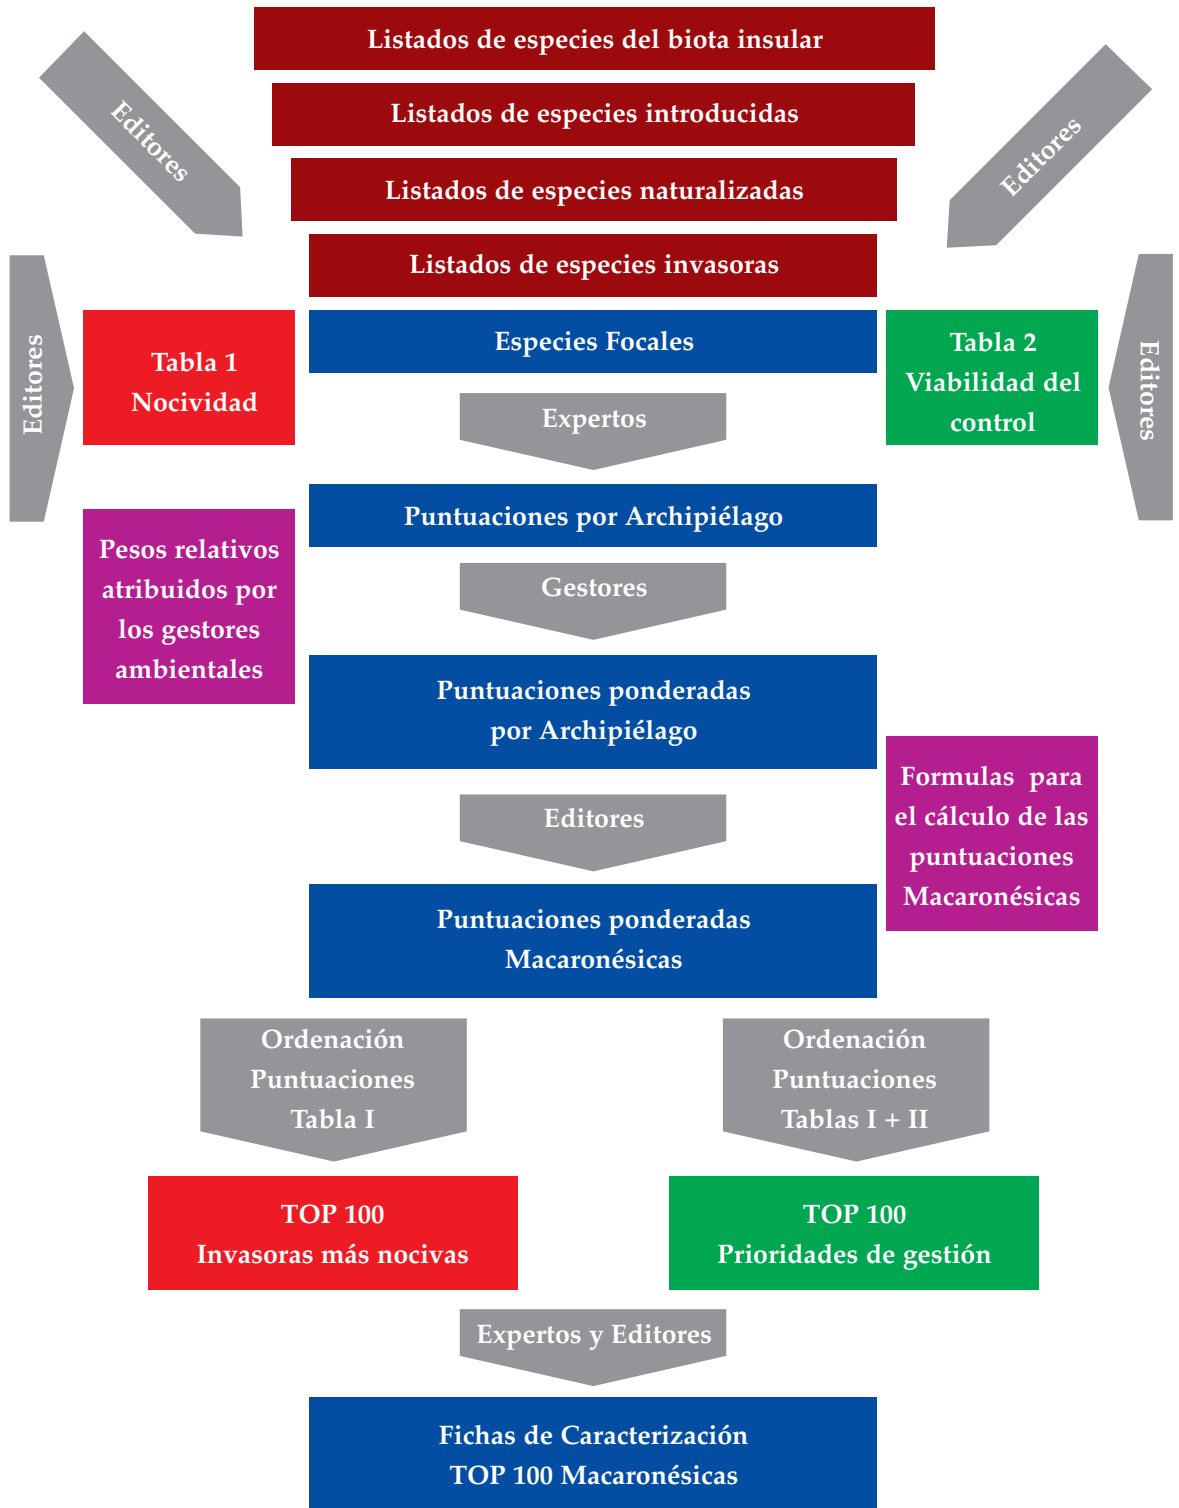 Listados de especies del biota insular
Editores
Editores
Listados de especies introducidas
Listados de especies naturalizadas
Listados de especies invasoras
Editores
Tabla 1
Nocividad
Especies Focales
Tabla 2
Viabilidad del
control
Editores
Expertos
Puntuaciones por Archipiélago
Pesos relativos
atribuidos por
los gestores
ambientales
Gestores
Puntuaciones ponderadas
por Archipiélago
Formulas para
el cálculo de las
puntuaciones
Macaronésicas
Editores
Puntuaciones ponderadas
Macaronésicas
Ordenación
Puntuaciones
Tabla I
Ordenación
Puntuaciones
Tablas I + II
TOP 100
Invasoras más nocivas
TOP 100
Prioridades de gestión
Expertos y Editores
Fichas de Caracterización
TOP 100 Macaronésicas